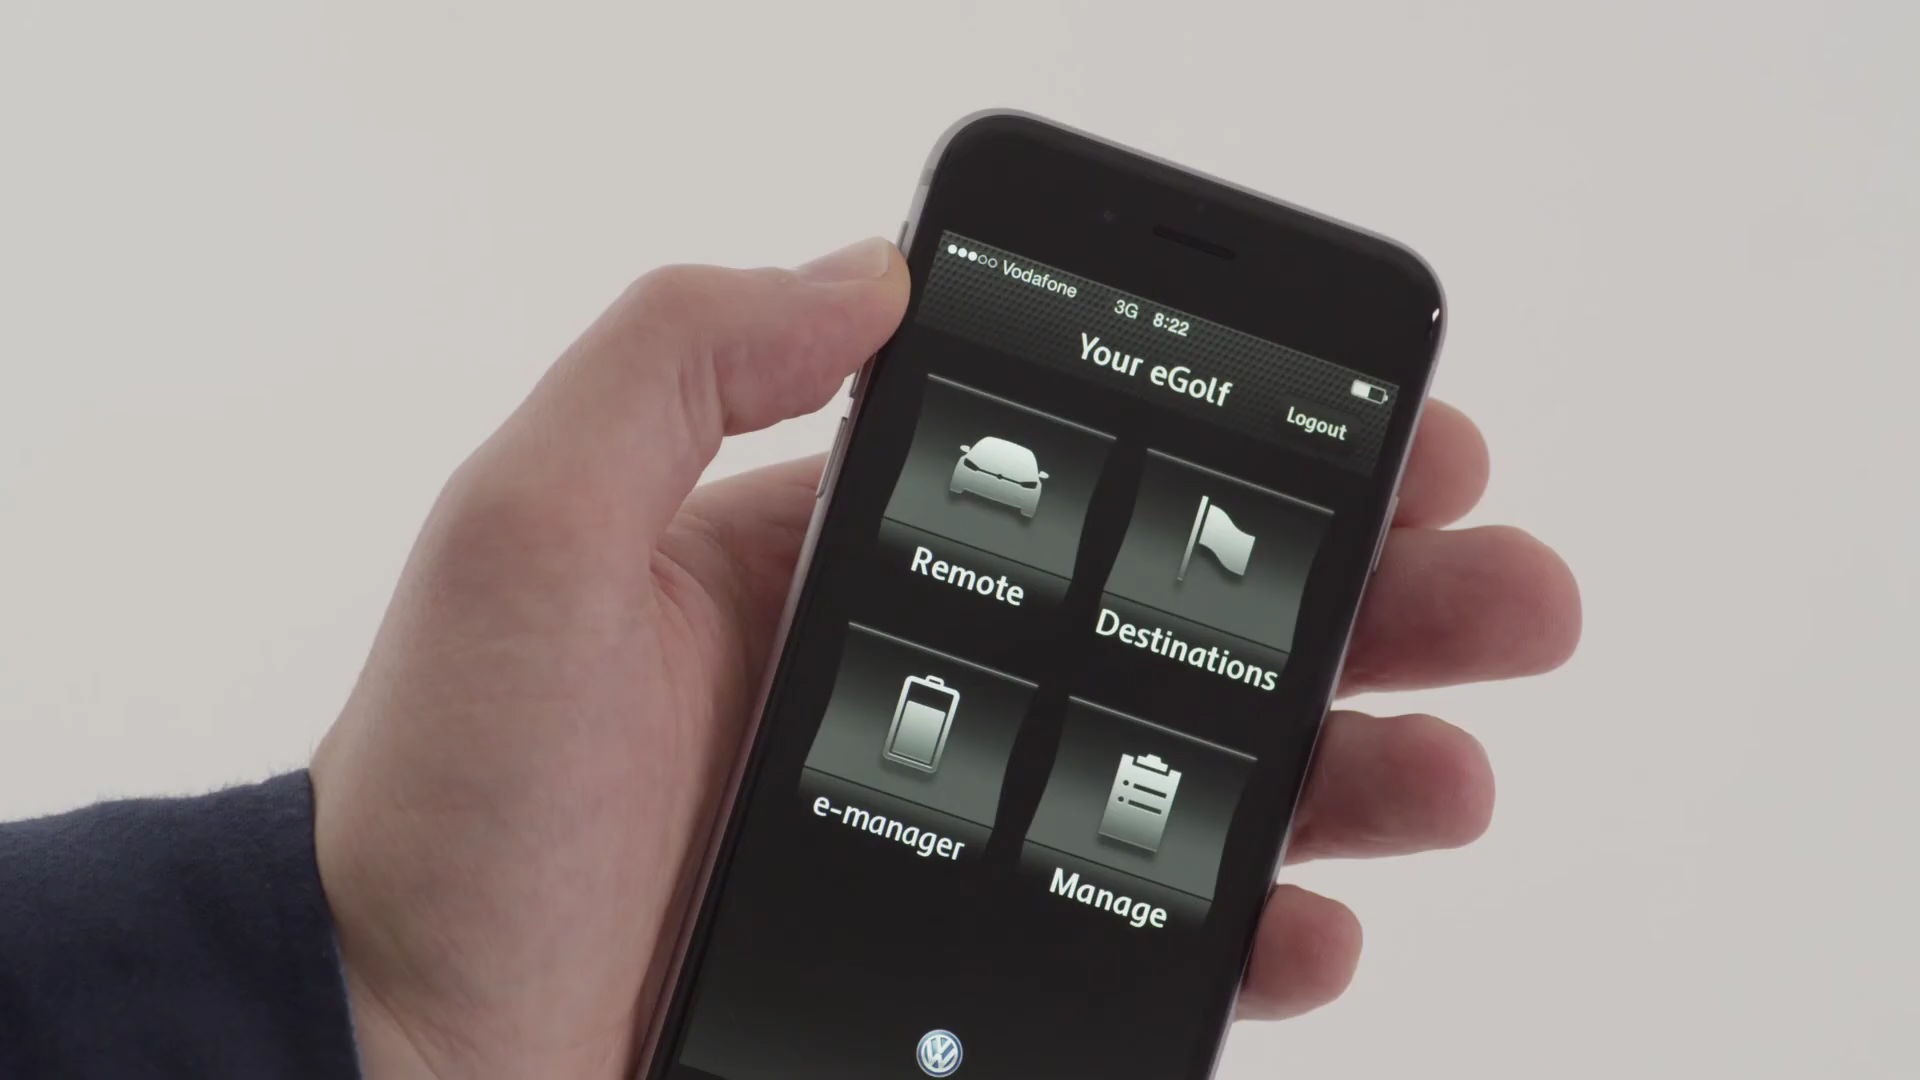 Vodafone 3G 8:22
Your eGolf
Logout
Remote
Destinations
e-manager
Manage